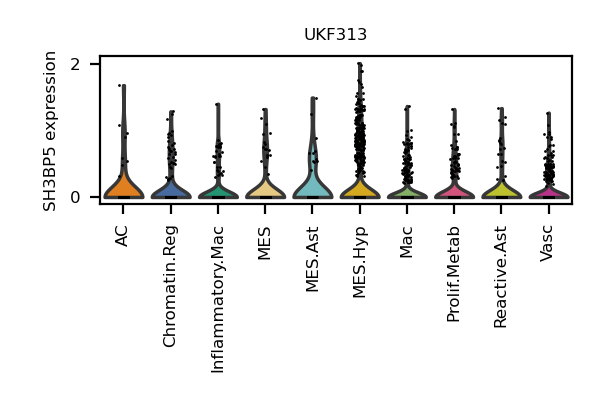 UKF313
SH3BP5 expression
2
0
AC
Chromatin.Reg
Inflammatory.Mac
MES
MES.Ast
MES.Hyp
Mac
Prolif.Metab
Reactive.Ast
Vasc